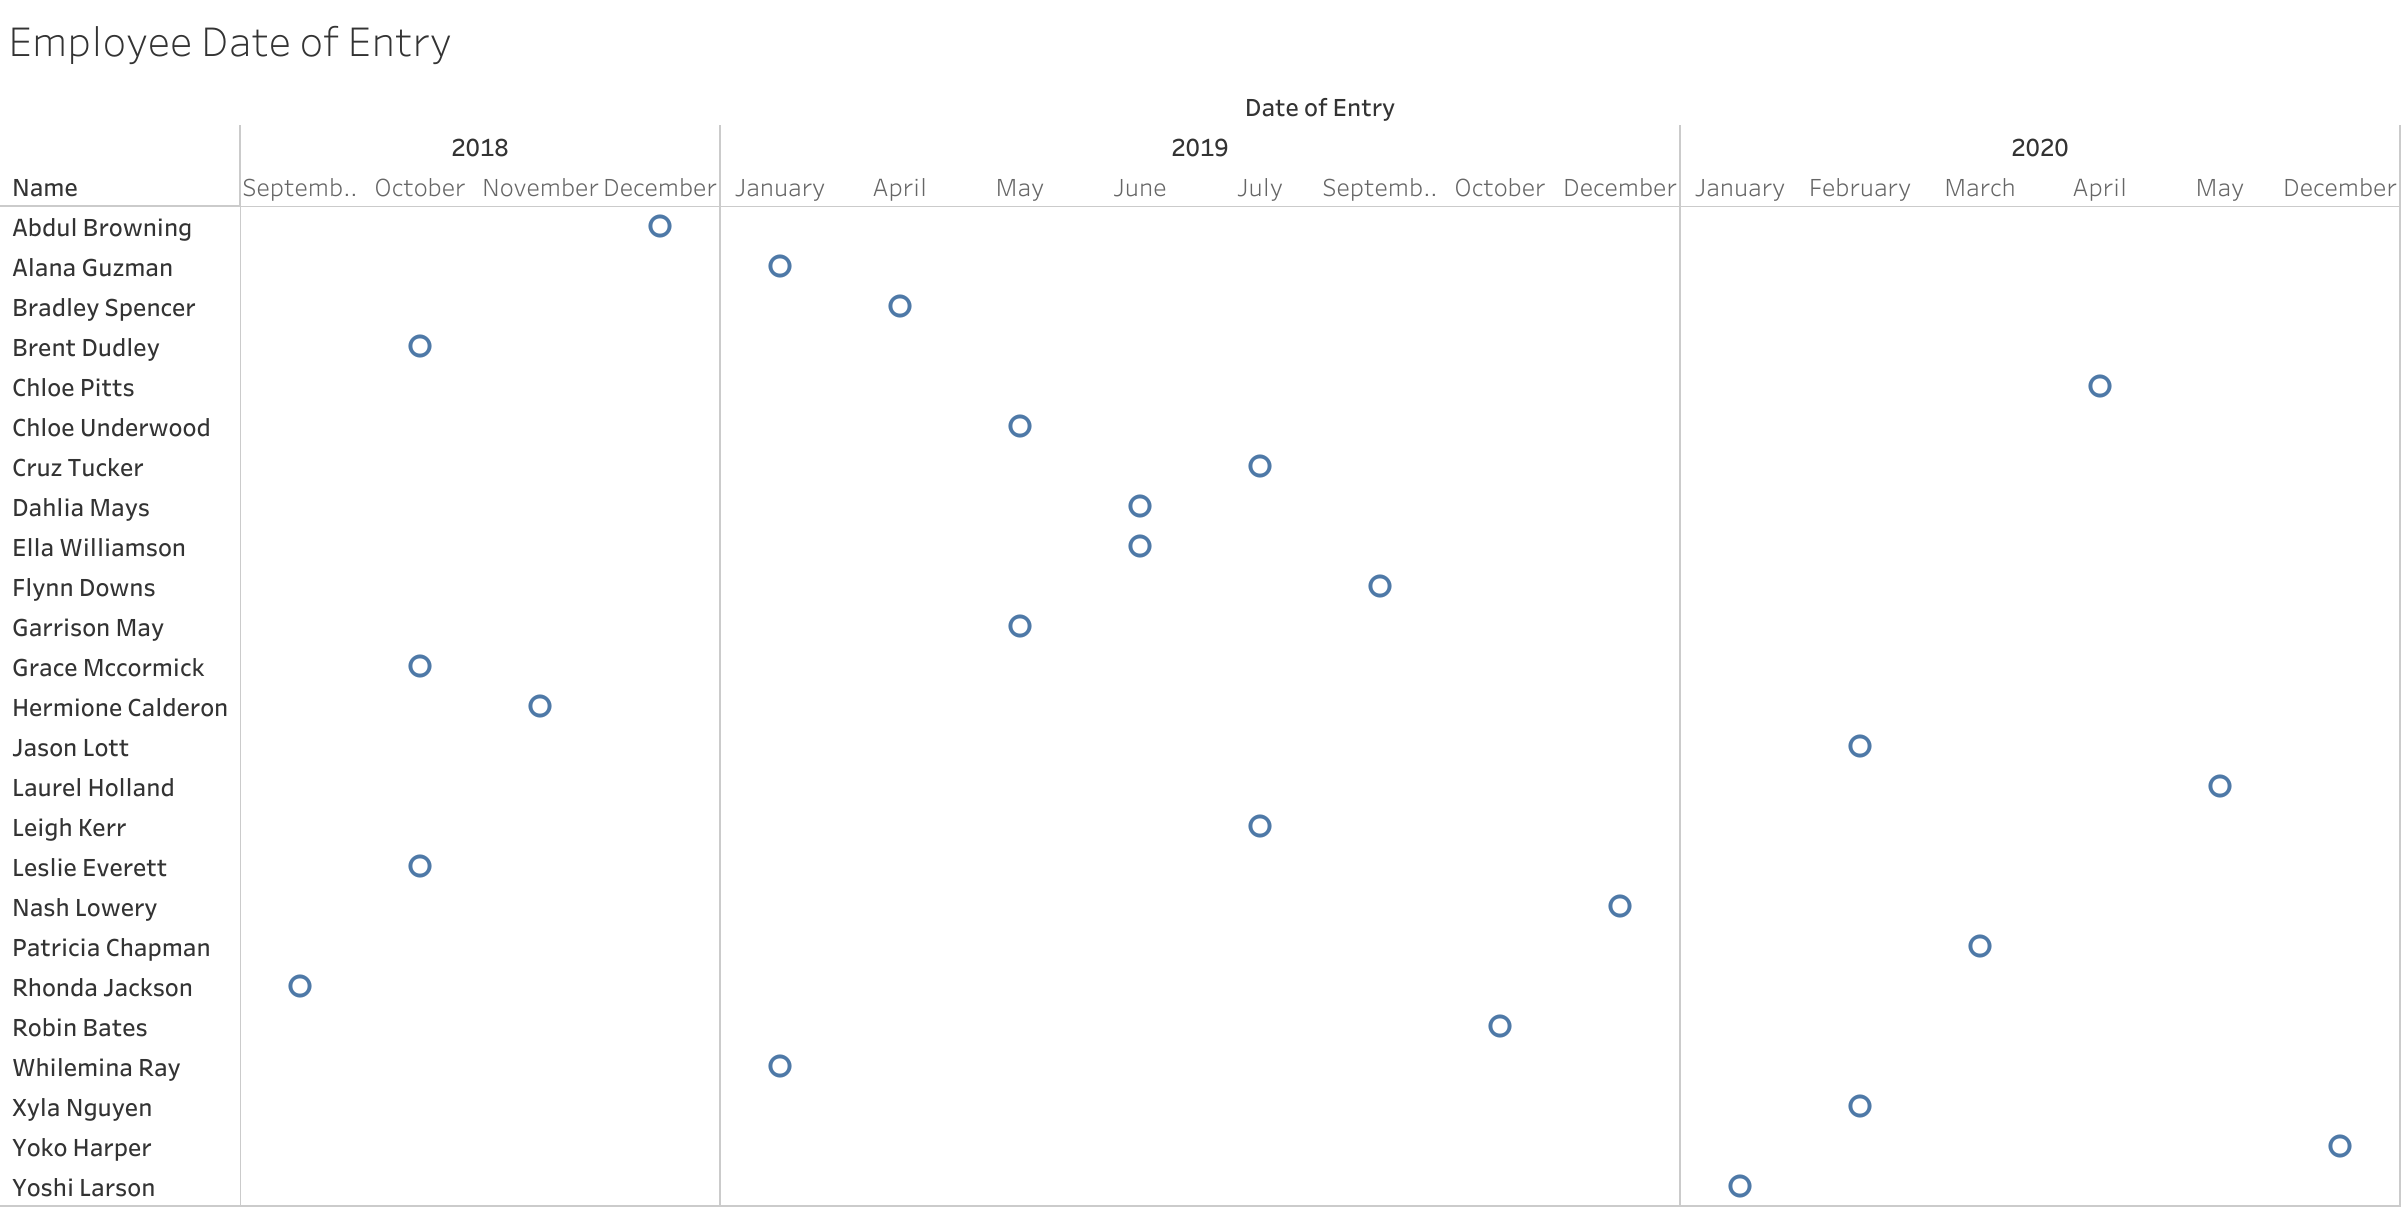 Employee Date of Entry
Date of Entry
2018 2019 2020
Name Septemb.. October November December January April May June July Septemb.. October December January February March April May December
Abdul Browning
Alana Guzman
Bradley Spencer
Brent Dudley
Chloe Pitts
Chloe Underwood
Cruz Tucker
Dahlia Mays
Ella Williamson
Flynn Downs
Garrison May
Grace Mccormick
Hermione Calderon
Jason Lott
Laurel Holland
Leigh Kerr
Leslie Everett
Nash Lowery
Patricia Chapman
Rhonda Jackson
Robin Bates
Whilemina Ray
Xyla Nguyen
Yoko Harper
Yoshi Larson